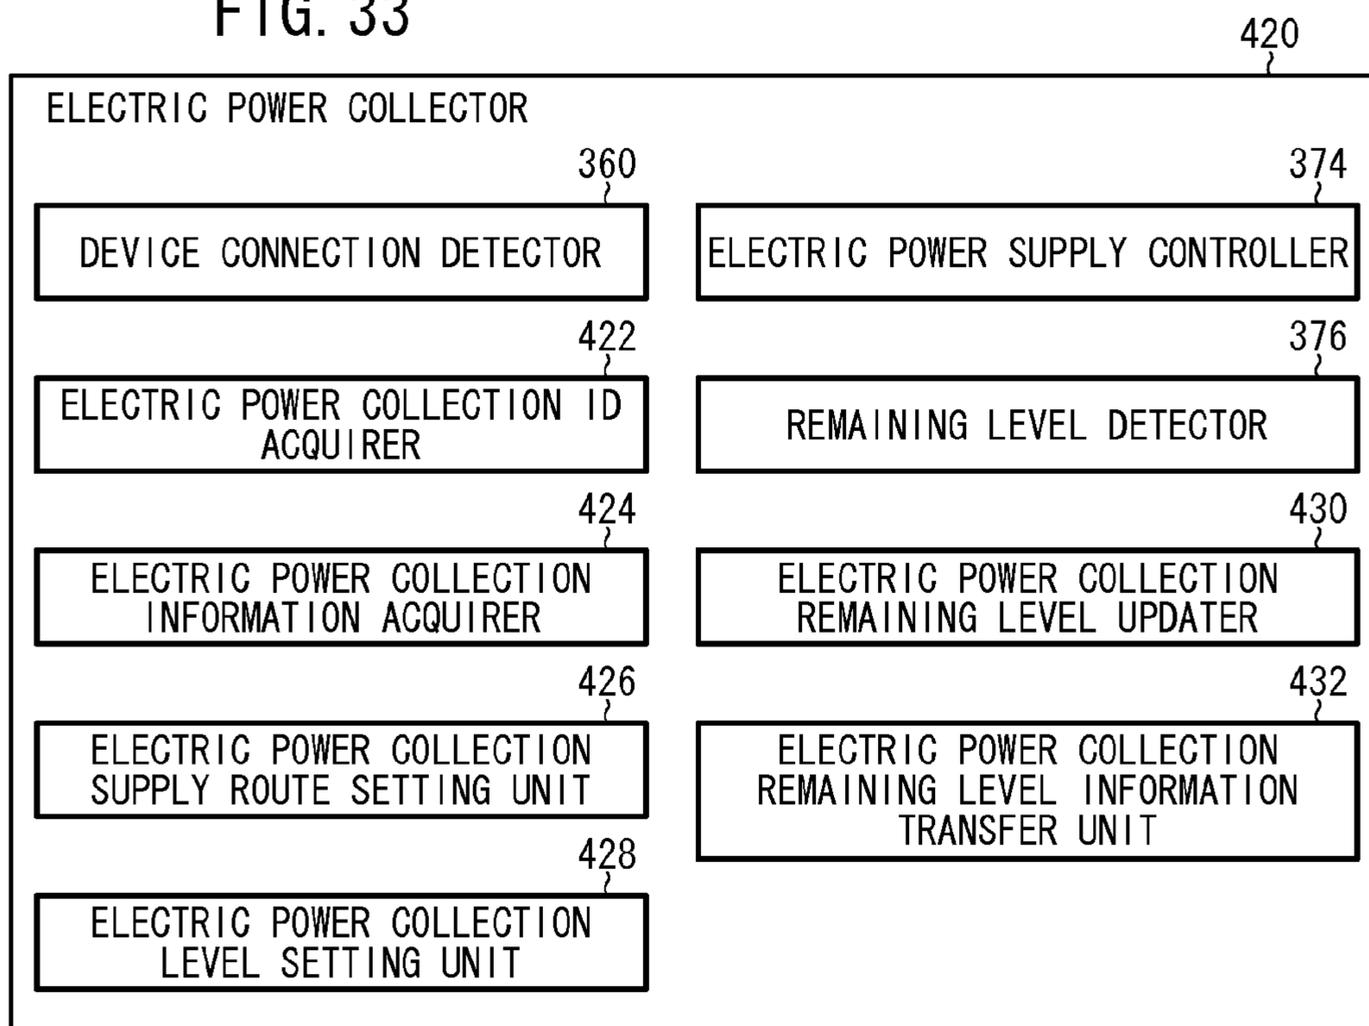 FIG. 33
420
ELECTRIC POWER COLLECTOR
360
DEVICE CONNECTION DETECTOR
422
ELECTRIC POWER COLLECTION ID
ACQUIRER
424
ELECTRIC POWER COLLECTION
INFORMATION ACQUIRER
426
ELECTRIC POWER COLLECTION
SUPPLY ROUTE SETTING UNIT
428
ELECTRIC POWER COLLECTION
LEVEL SETTING UNIT
374
ELECTRIC POWER SUPPLY CONTROLLER
376
REMAINING LEVEL DETECTOR
430
ELECTRIC POWER COLLECTION
REMAINING LEVEL UPDATER
432
ELECTRIC POWER COLLECTION
REMAINING LEVEL INFORMATION
TRANSFER UNIT